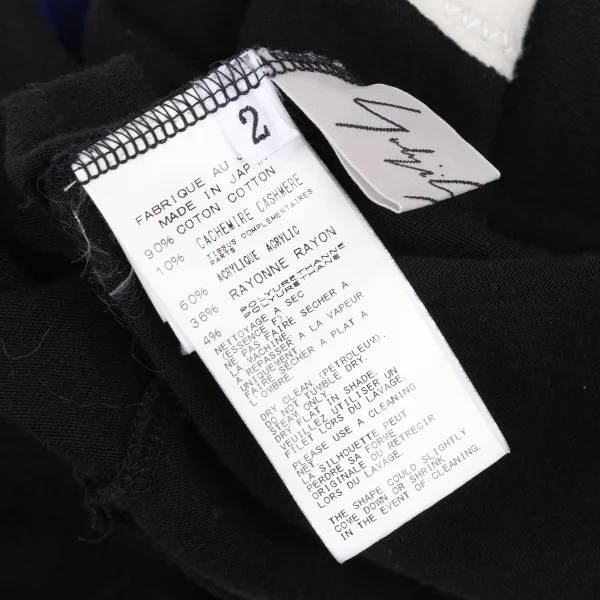 2
FABRIQUE AU
MADE IN JAPAN
90% COTON COTTON
10% CACHEMIRE CASHMERE
TISSUS COMPLEMENTAIRES
PARTS
60% ACRYLIQUE ACRYLIC
36% RAYONNE RAYON
4% POLYURETHANNE
POLYURETHANE
NETTOYAGE A SEC
(ESSENCE F).
NE PAS FAIRE SECHER A
LA MACHINE.
A REPASSER A LA VAPEUR
UNIQUEMENT.
FAIRE SECHER A PLAT A
L'OMBRE.
DRY CLEAN (PETROLEUM).
DO NOT TUMBLE DRY.
STEAM ONLY.
DRY FLAT IN SHADE.
VEUILLEZ UTILISER UN
FILET LORS DU LAVAGE.
PLEASE USE A CLEANING
NET.
LA SILHOUETTE PEUT
PERDRE SA FORME
ORIGINALE OU RETRECIR
LORS DU LAVAGE.
THE SHAPE COULD SLIGHTLY
COME DOWN OR SHRINK
IN THE EVENT OF CLEANING.